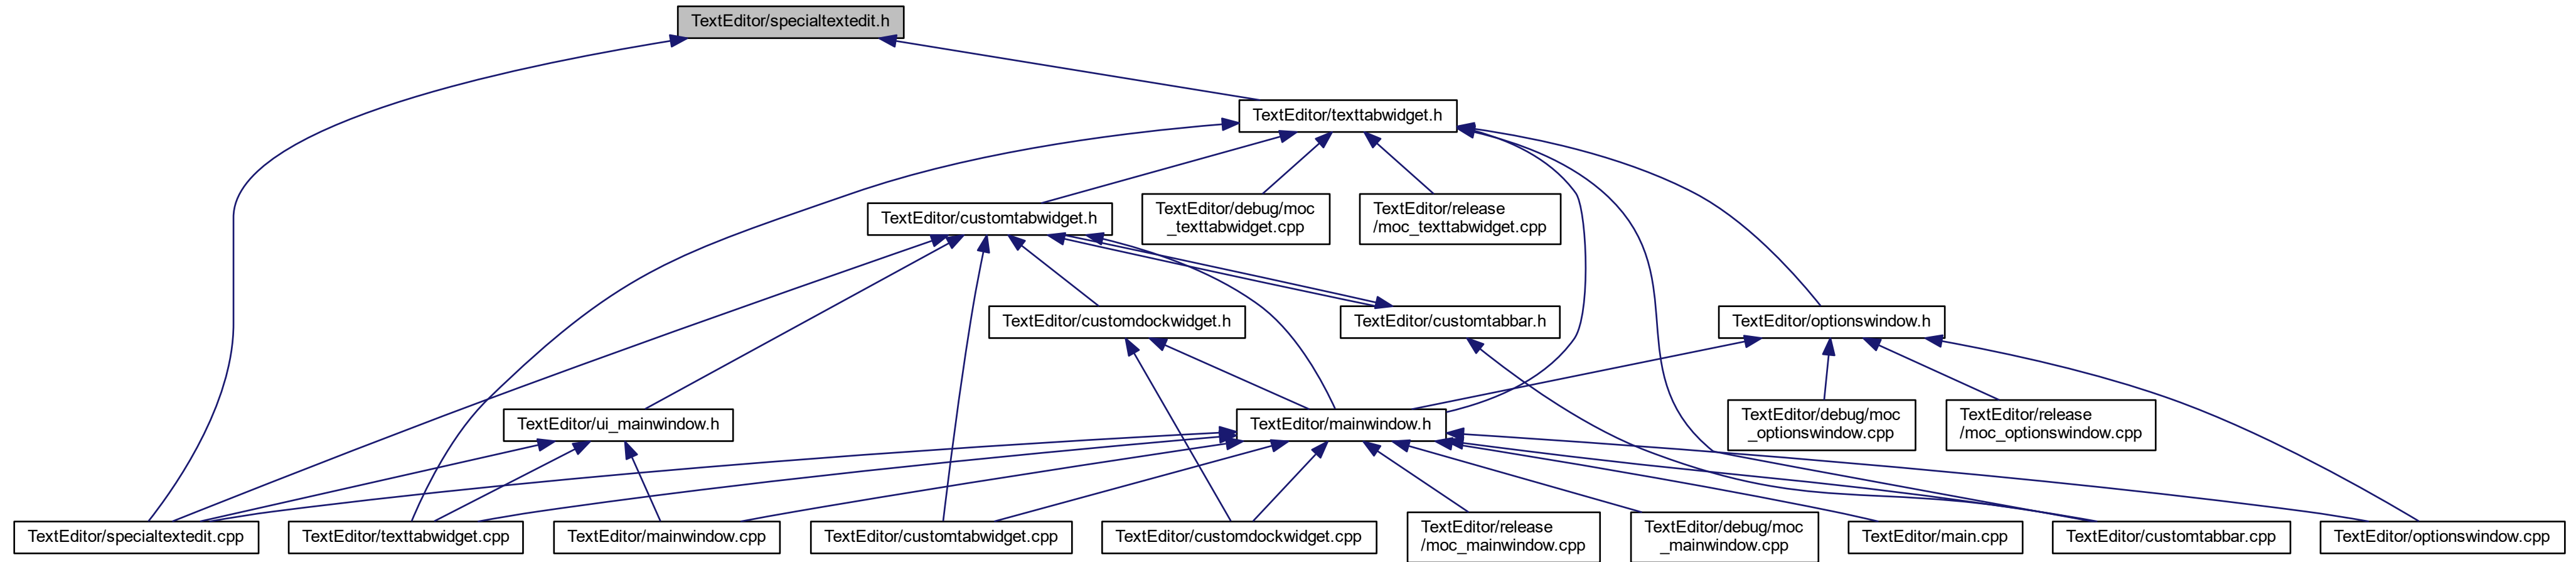 TextEditor/specialtextedit.h
TextEditor/texttabwidget.h
TextEditor/customtabwidget.h
TextEditor/debug/moc
_texttabwidget.cpp
TextEditor/release
/moc_texttabwidget.cpp
TextEditor/customdockwidget.h
TextEditor/customtabbar.h
TextEditor/optionswindow.h
TextEditor/ui_mainwindow.h
TextEditor/mainwindow.h
TextEditor/debug/moc
_optionswindow.cpp
TextEditor/release
/moc_optionswindow.cpp
TextEditor/specialtextedit.cpp
TextEditor/texttabwidget.cpp
TextEditor/mainwindow.cpp
TextEditor/customtabwidget.cpp
TextEditor/customdockwidget.cpp
TextEditor/release
/moc_mainwindow.cpp
TextEditor/debug/moc
_mainwindow.cpp
TextEditor/main.cpp
TextEditor/customtabbar.cpp
TextEditor/optionswindow.cpp